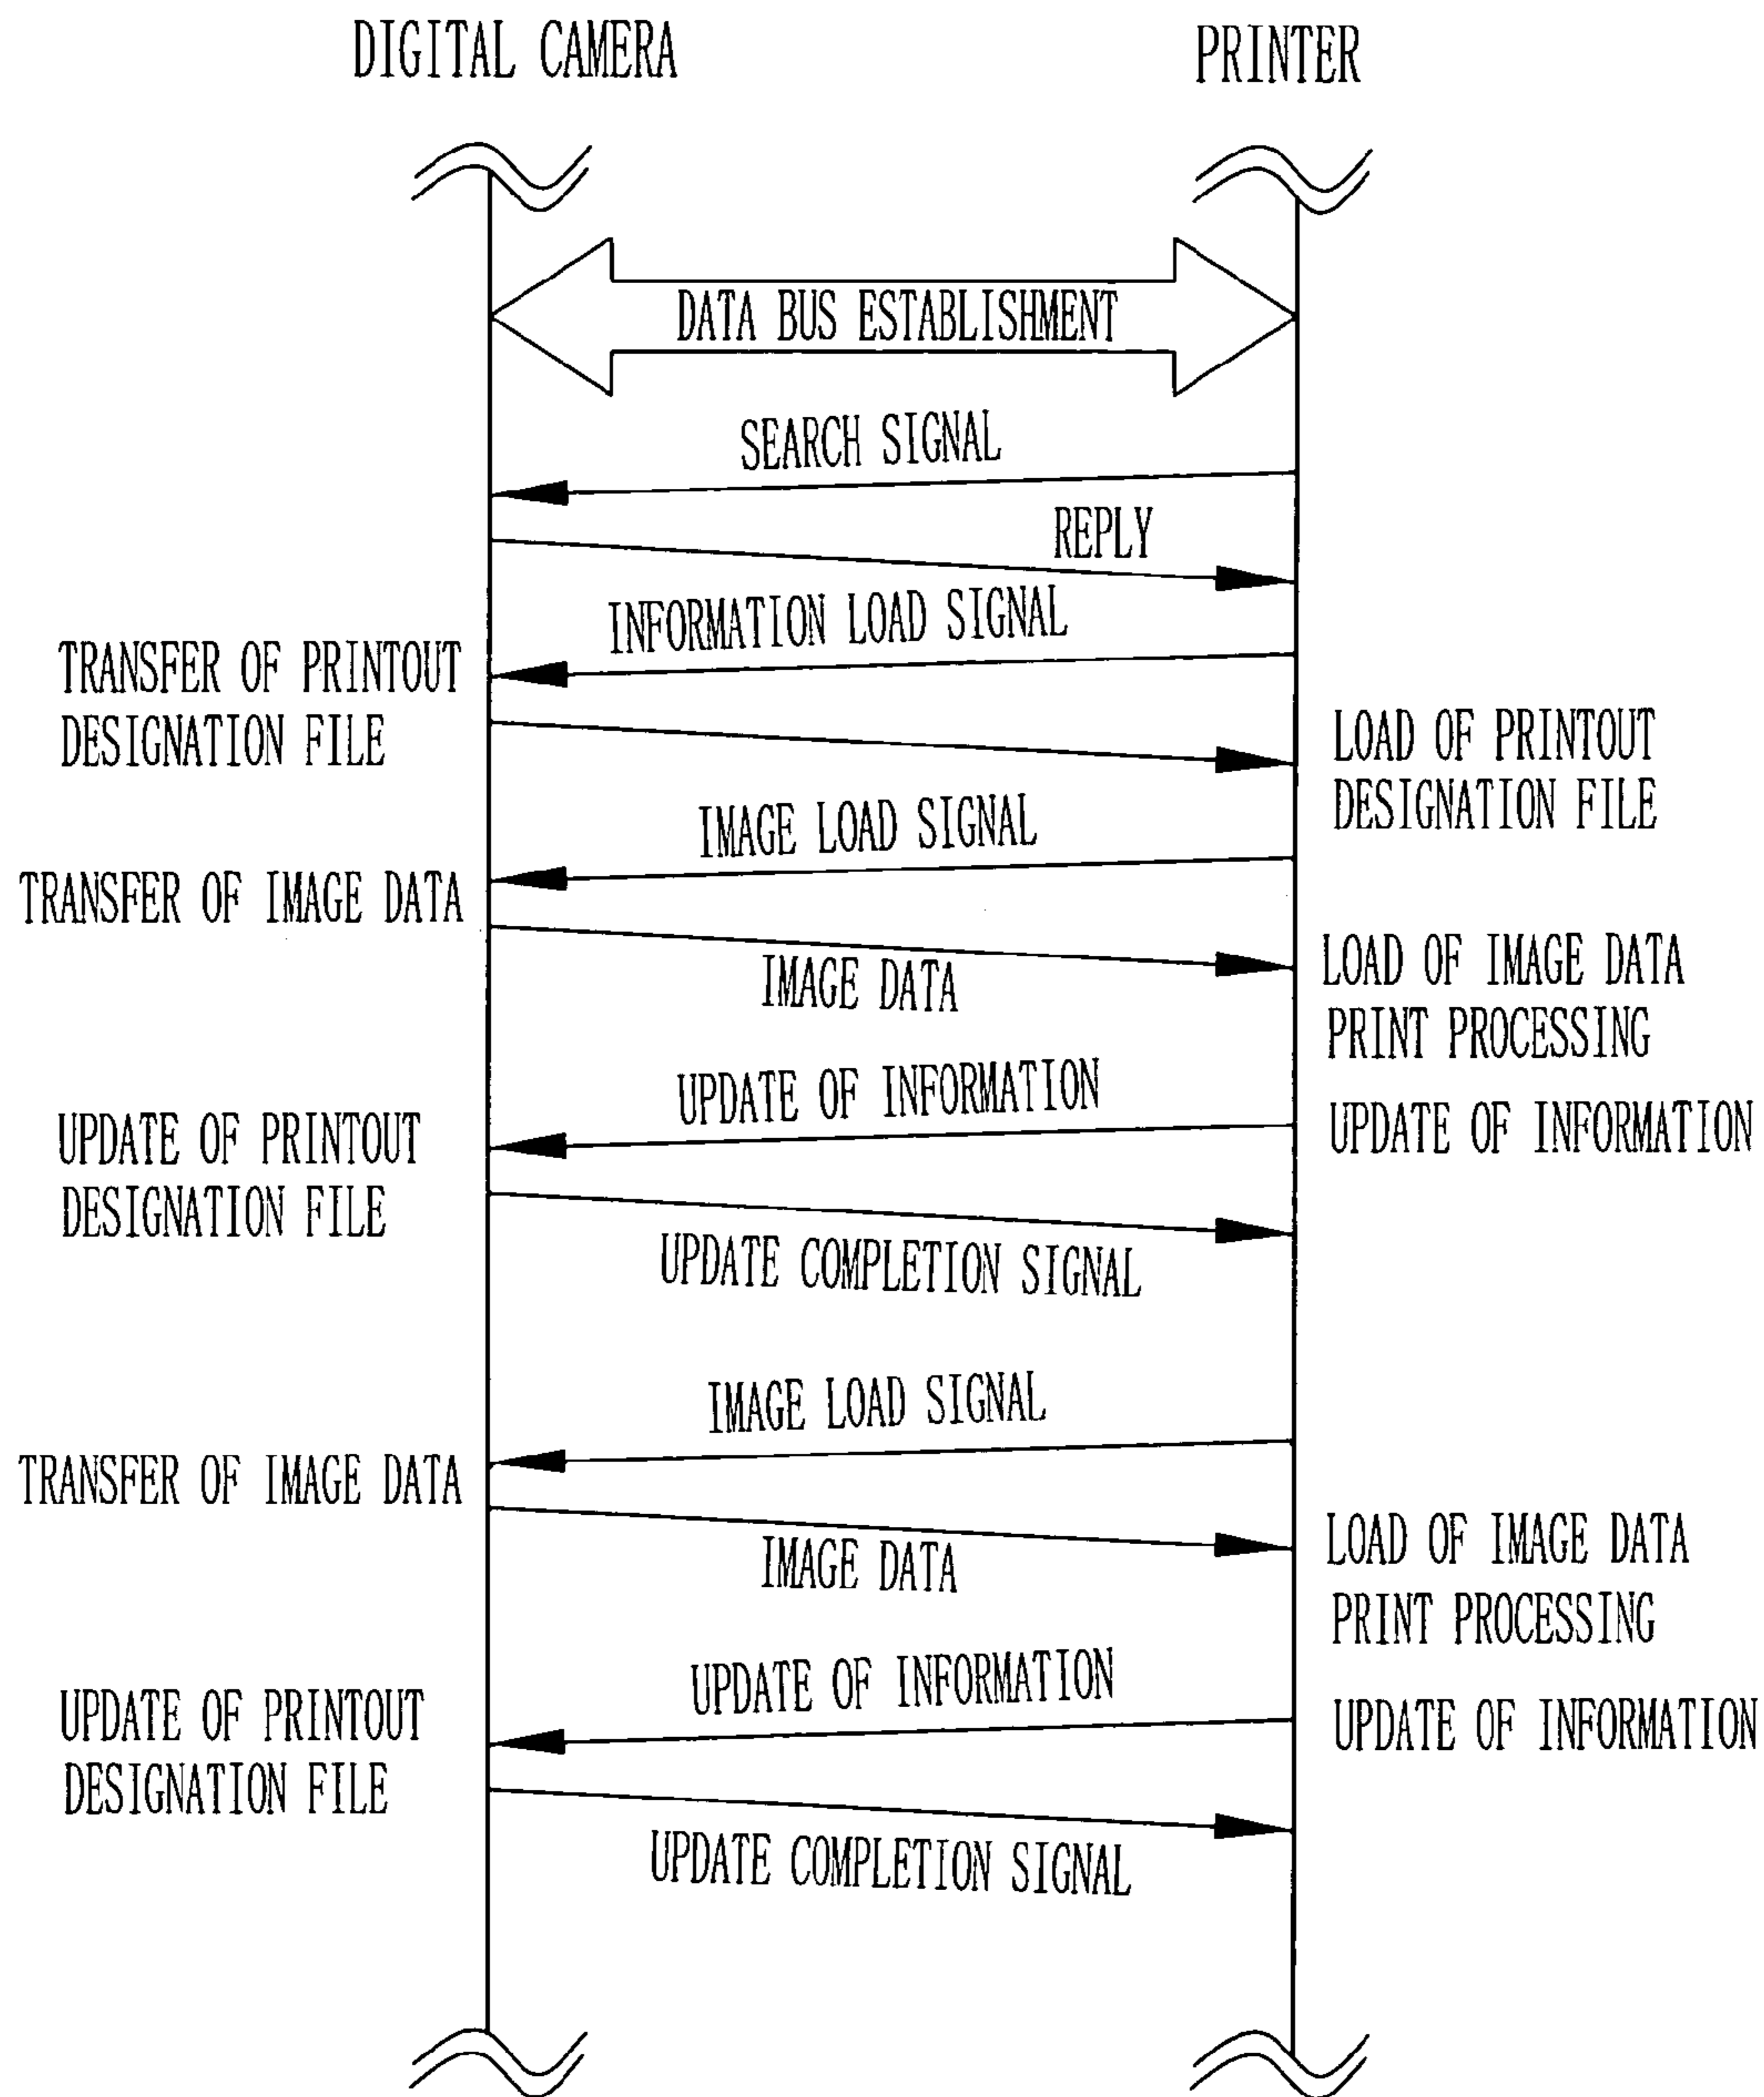 DIGITAL CAMERA
PRINTER
DATA BUS ESTABLISHMENT
SEARCH SIGNAL
REPLY
INFORMATION LOAD SIGNAL
TRANSFER OF PRINTOUT
DESIGNATION FILE
LOAD OF PRINTOUT
DESIGNATION FILE
IMAGE LOAD SIGNAL
TRANSFER OF IMAGE DATA
IMAGE DATA
LOAD OF IMAGE DATA
PRINT PROCESSING
UPDATE OF INFORMATION
UPDATE OF INFORMATION
UPDATE OF PRINTOUT
DESIGNATION FILE
UPDATE COMPLETION SIGNAL
IMAGE LOAD SIGNAL
TRANSFER OF IMAGE DATA
IMAGE DATA
LOAD OF IMAGE DATA
PRINT PROCESSING
UPDATE OF INFORMATION
UPDATE OF INFORMATION
UPDATE OF PRINTOUT
DESIGNATION FILE
UPDATE COMPLETION SIGNAL